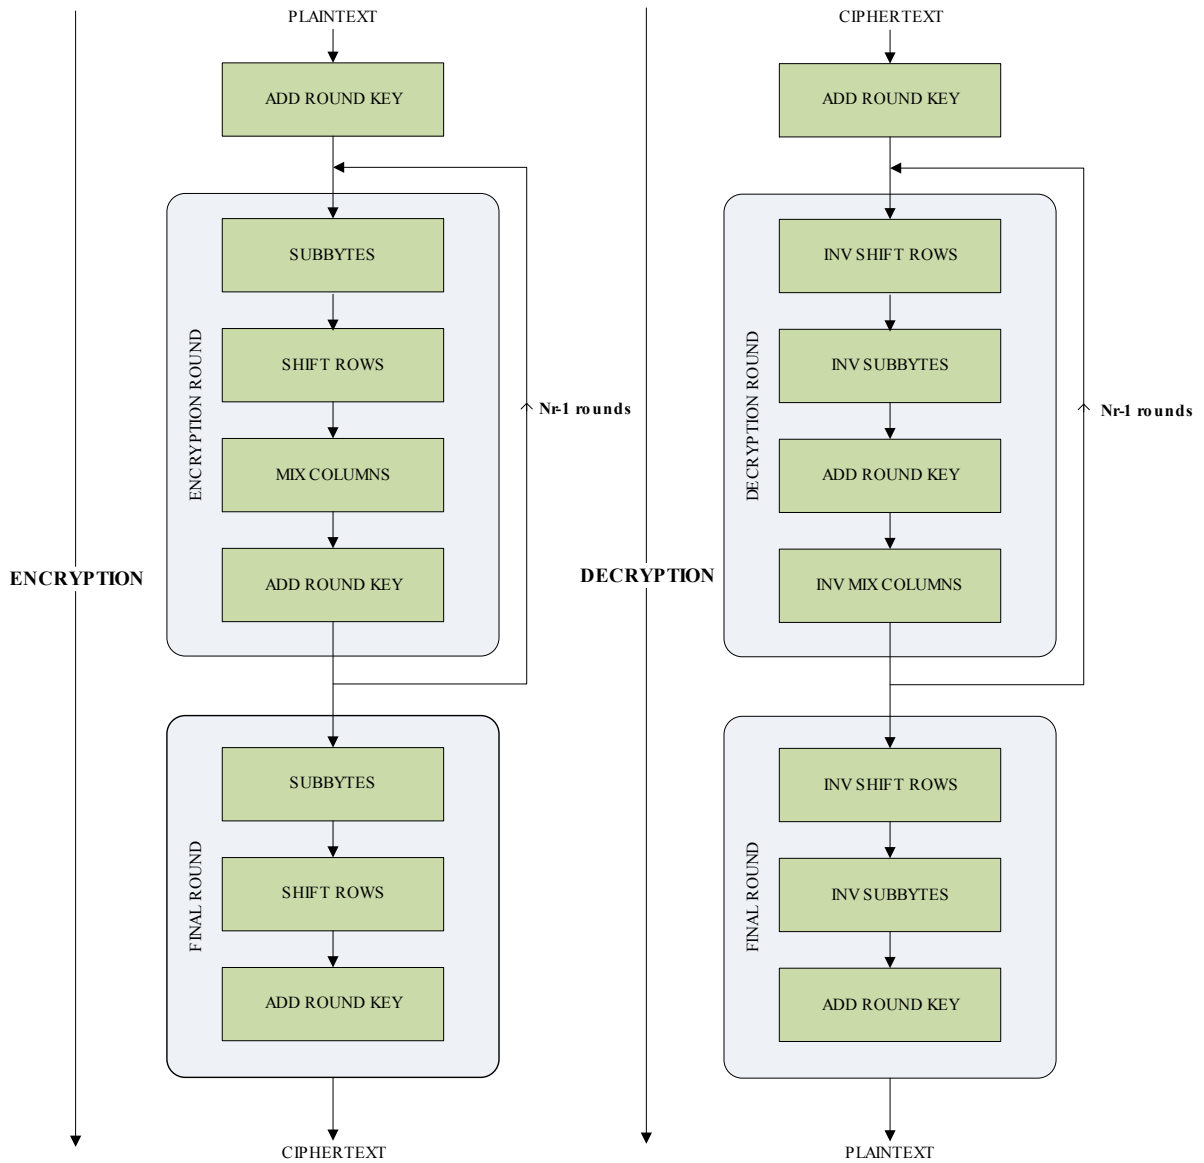 PLAINTEXT
ADD ROUND KEY
SUBBYTES
SHIFT ROWS
MIX COLUMNS
ADD ROUND KEY
ENCRYPTION ROUND
Nr-1 rounds
ENCRYPTION
SUBBYTES
SHIFT ROWS
ADD ROUND KEY
FINAL ROUND
CIPHERTEXT
CIPHERTEXT
ADD ROUND KEY
INV SHIFT ROWS
INV SUBBYTES
ADD ROUND KEY
INV MIX COLUMNS
DECRYPTION ROUND
Nr-1 rounds
DECRYPTION
INV SHIFT ROWS
INV SUBBYTES
ADD ROUND KEY
FINAL ROUND
PLAINTEXT